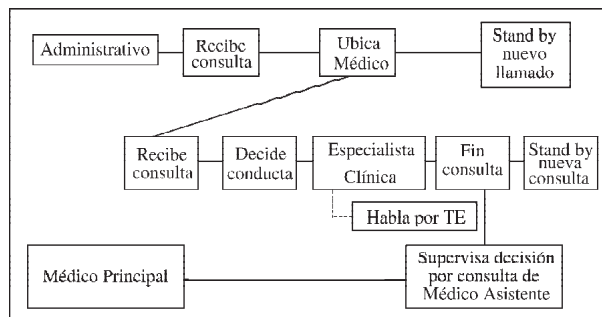 Administrativo
Recibe
consulta
Ubica
Médico
Stand by
nuevo
llamado
Recibe
consulta
Decide
conducta
Especialista
Clínica
Fin
consulta
Stand by
nueva
consulta
Habla por TE
Médico Principal
Supervisa decisión
por consulta de
Médico Asistente